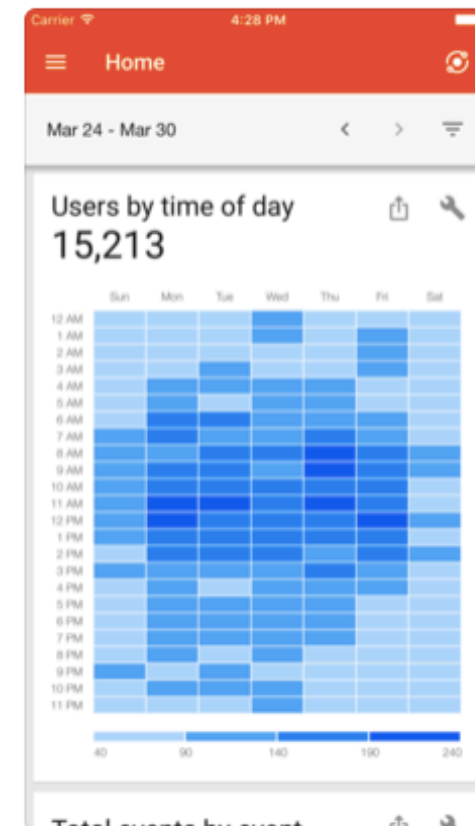 Carrier 4:28 PM
Home
Mar 24 - Mar 30
Users by time of day
15,213
Sun Mon Tue Wed Thu Fri Sat
12 AM
1 AM
2 AM
3 AM
4 AM
5 AM
6 AM
7 AM
8 AM
9 AM
10 AM
11 AM
12 PM
1 PM
2 PM
3 PM
4 PM
5 PM
6 PM
7 PM
8 PM
9 PM
10 PM
11 PM
40 90 140 190 240
Total events by event